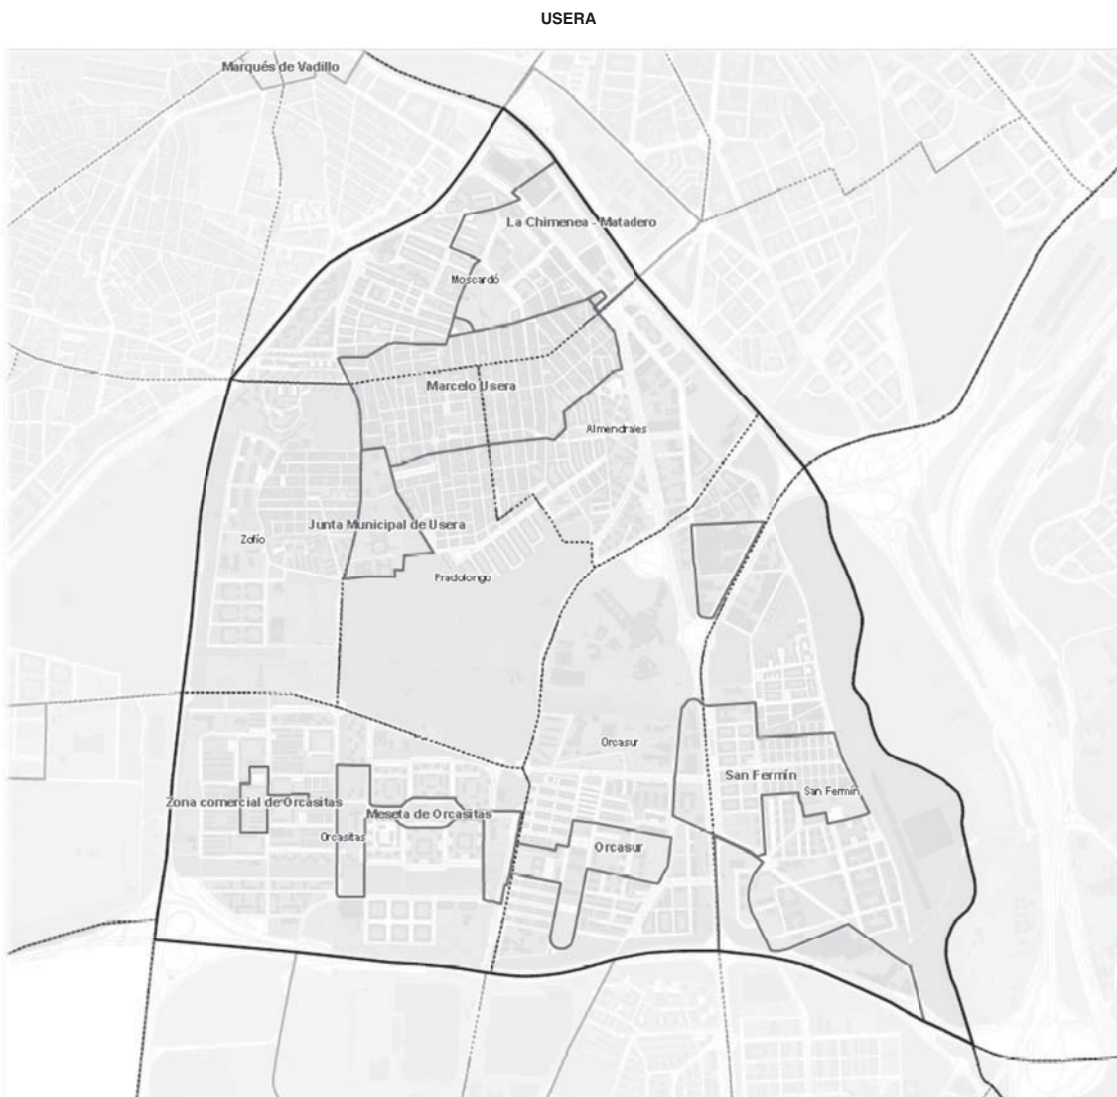 USERA
Marqués de Vadillo
La Chimenea - Matadero
Moscardó
Marcelo Usera
Almendrales
Junta Municipal de Usera
Zofío
Pradolongo
Orcasur
San Fermín
San Fermín
Zona comercial de Orcasitas
Meseta de Orcasitas
Orcasitas
Orcasur